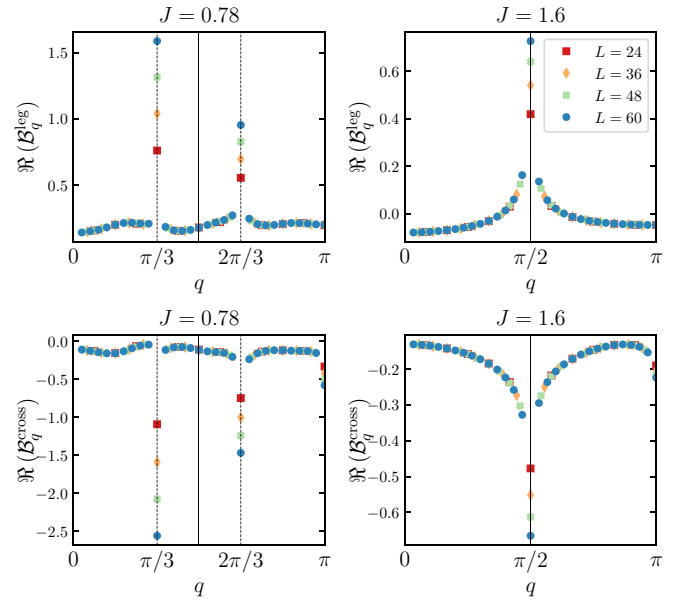 J = 0.78
ℜ (ℬ_q^leg)
1.5
1.0
0.5
0
π/3
2π/3
π
q
J = 1.6
ℜ (ℬ_q^leg)
0.6
0.4
0.2
0.0
L = 24
L = 36
L = 48
L = 60
0
π/2
π
q
J = 0.78
ℜ (ℬ_q^cross)
0.0
−0.5
−1.0
−1.5
−2.0
−2.5
0
π/3
2π/3
π
q
J = 1.6
ℜ (ℬ_q^cross)
−0.2
−0.3
−0.4
−0.5
−0.6
0
π/2
π
q